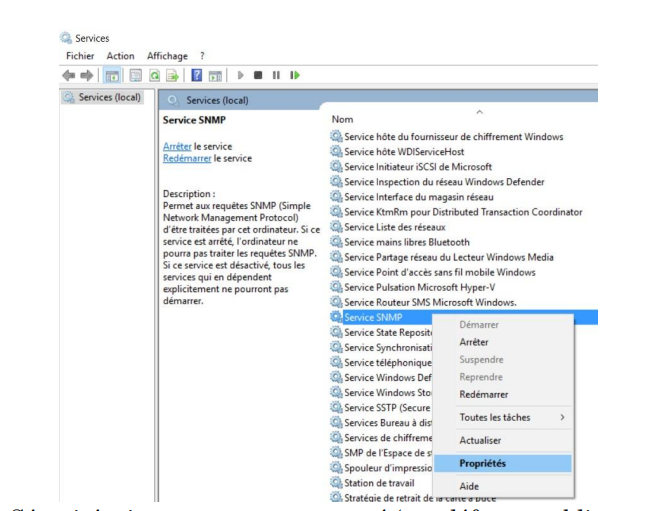 Services
Fichier Action Affichage ?
Services (local)
Services (local)
Service SNMP
Arrêter le service
Redémarrer le service
Description :
Permet aux requêtes SNMP (Simple
Network Management Protocol)
d'être traitées par cet ordinateur. Si ce
service est arrêté, l'ordinateur ne
pourra pas traiter les requêtes SNMP.
Si ce service est désactivé, tous les
services qui en dépendent
explicitement ne pourront pas
démarrer.
Nom
Service hôte du fournisseur de chiffrement Windows
Service hôte WDIServiceHost
Service Initiateur iSCSI de Microsoft
Service Inspection du réseau Windows Defender
Service Interface du magasin réseau
Service KtmRm pour Distributed Transaction Coordinator
Service Liste des réseaux
Service mains libres Bluetooth
Service Partage réseau du Lecteur Windows Media
Service Point d'accès sans fil mobile Windows
Service Pulsation Microsoft Hyper-V
Service Routeur SMS Microsoft Windows.
Service SNMP
Service State Reposit
Service Synchronisati
Service téléphonique
Service Windows Def
Service Windows Sto
Service SSTP (Secure
Services Bureau à dis
Services de chiffreme
SMP de l'Espace de s
Spouleur d'impressio
Station de travail
Stratégie de retrait de la carte à puce
Démarrer
Arrêter
Suspendre
Reprendre
Redémarrer
Toutes les tâches >
Actualiser
Propriétés
Aide